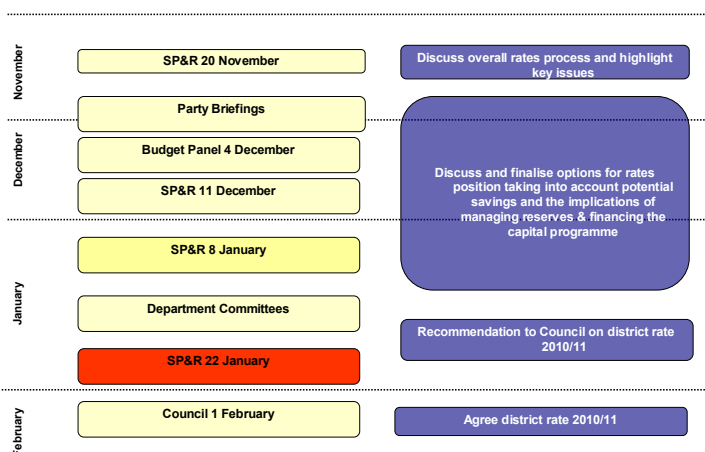 November
SP&R 20 November
Discuss overall rates process and highlight
key issues
Party Briefings
December
Budget Panel 4 December
SP&R 11 December
Discuss and finalise options for rates
position taking into account potential
savings and the implications of
managing reserves & financing the
capital programme
January
SP&R 8 January
Department Committees
Recommendation to Council on district rate
2010/11
SP&R 22 January
February
Council 1 February
Agree district rate 2010/11